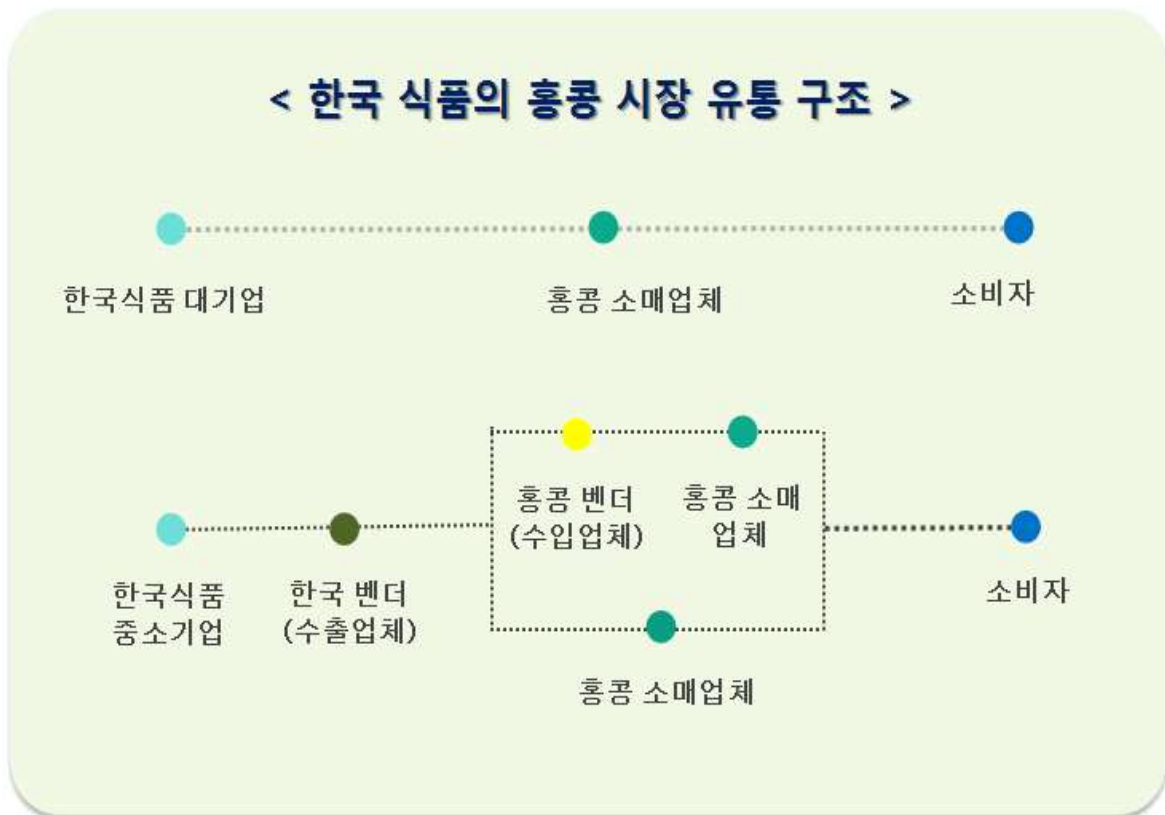 < 한국 식품의 홍콩 시장 유통 구조 >
한국식품 대기업
홍콩 소매업체
소비자
홍콩 벤더
(수입업체)
홍콩 소매
업체
한국식품
중소기업
한국 벤더
(수출업체)
소비자
홍콩 소매업체